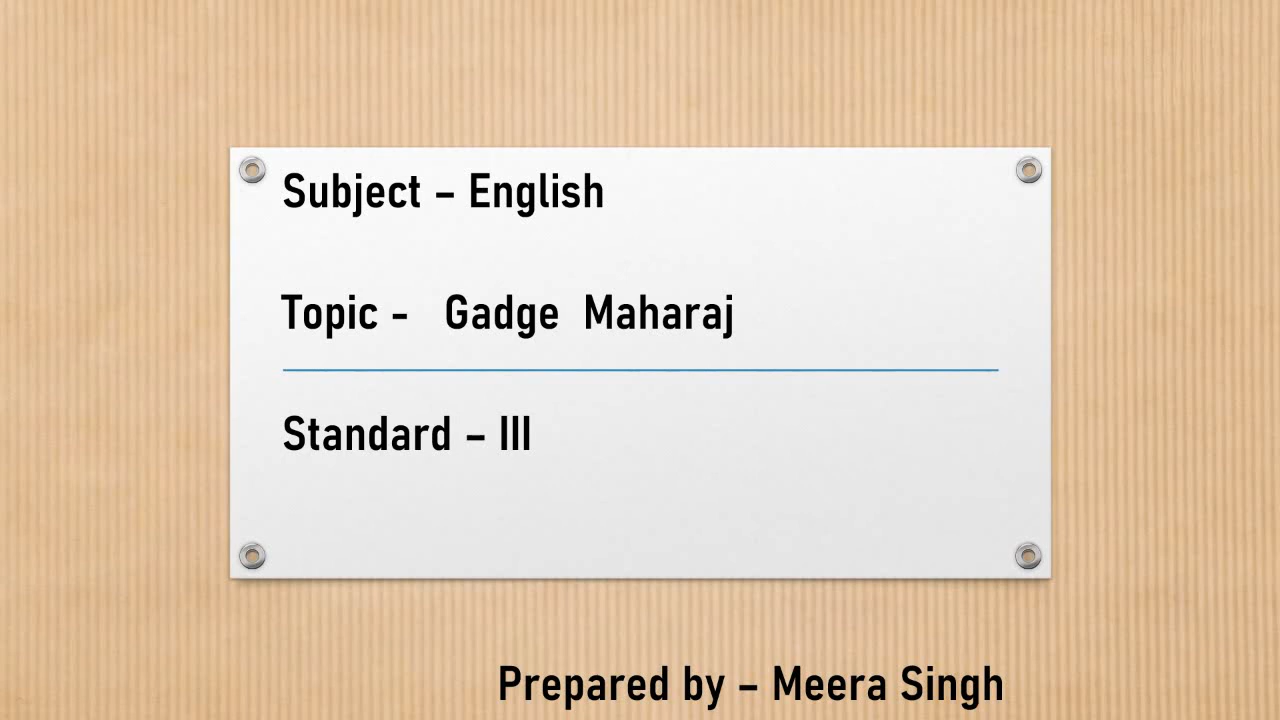 Subject – English
Topic - Gadge Maharaj
Standard – III
Prepared by – Meera Singh